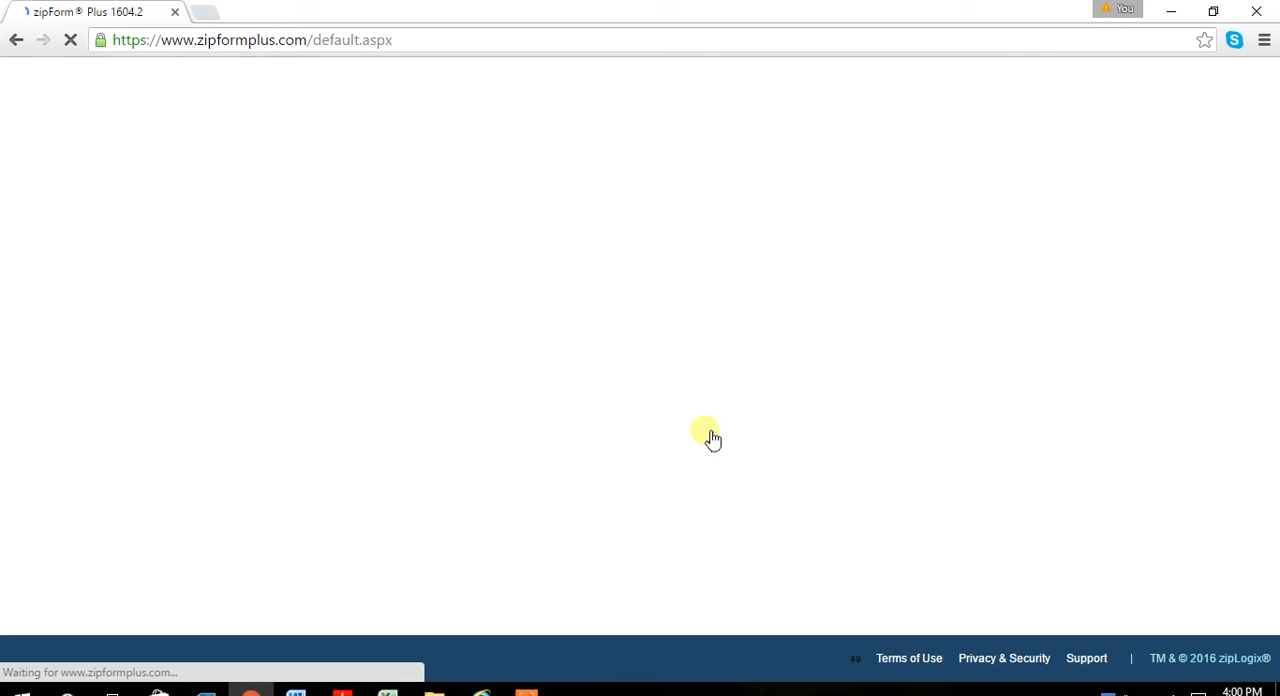 zipForm® Plus 1604.2
You
https://www.zipformplus.com/default.aspx
49 Terms of Use Privacy & Security Support | TM & © 2016 zipLogix®
Waiting for www.zipformplus.com...
4:00 PM